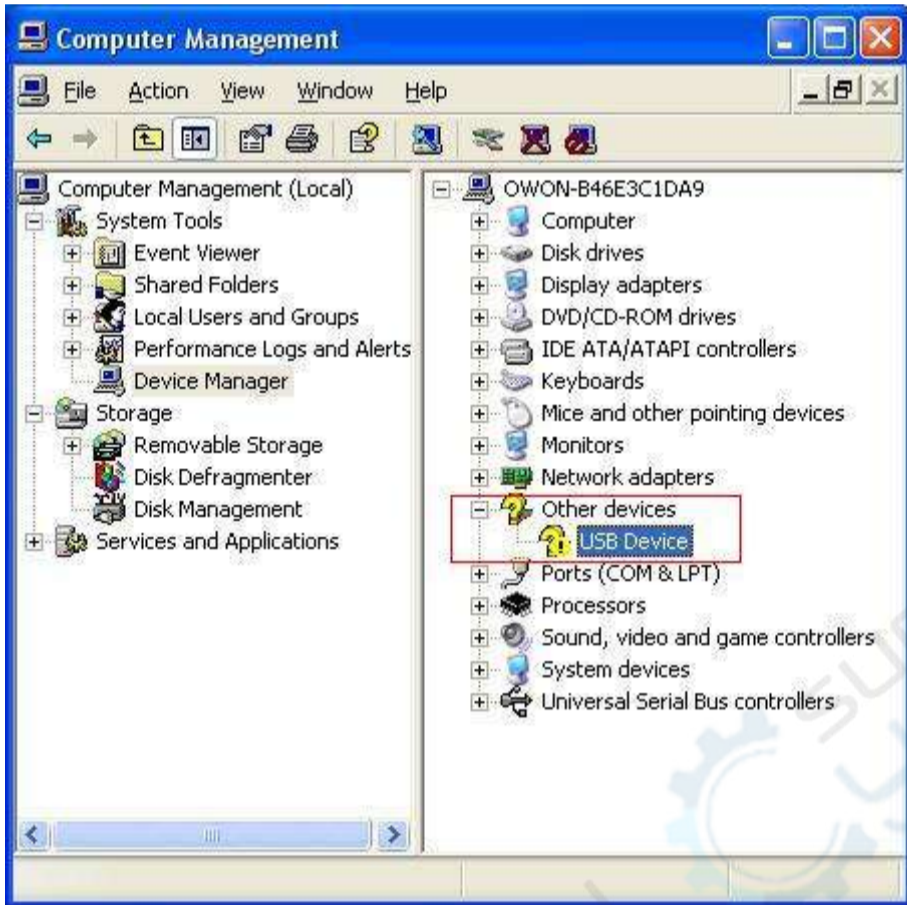 Computer Management
File Action View Window Help
Computer Management (Local)
System Tools
Event Viewer
Shared Folders
Local Users and Groups
Performance Logs and Alerts
Device Manager
Storage
Removable Storage
Disk Defragmenter
Disk Management
Services and Applications
OWON-B46E3C1DA9
Computer
Disk drives
Display adapters
DVD/CD-ROM drives
IDE ATA/ATAPI controllers
Keyboards
Mice and other pointing devices
Monitors
Network adapters
Other devices
USB Device
Ports (COM & LPT)
Processors
Sound, video and game controllers
System devices
Universal Serial Bus controllers